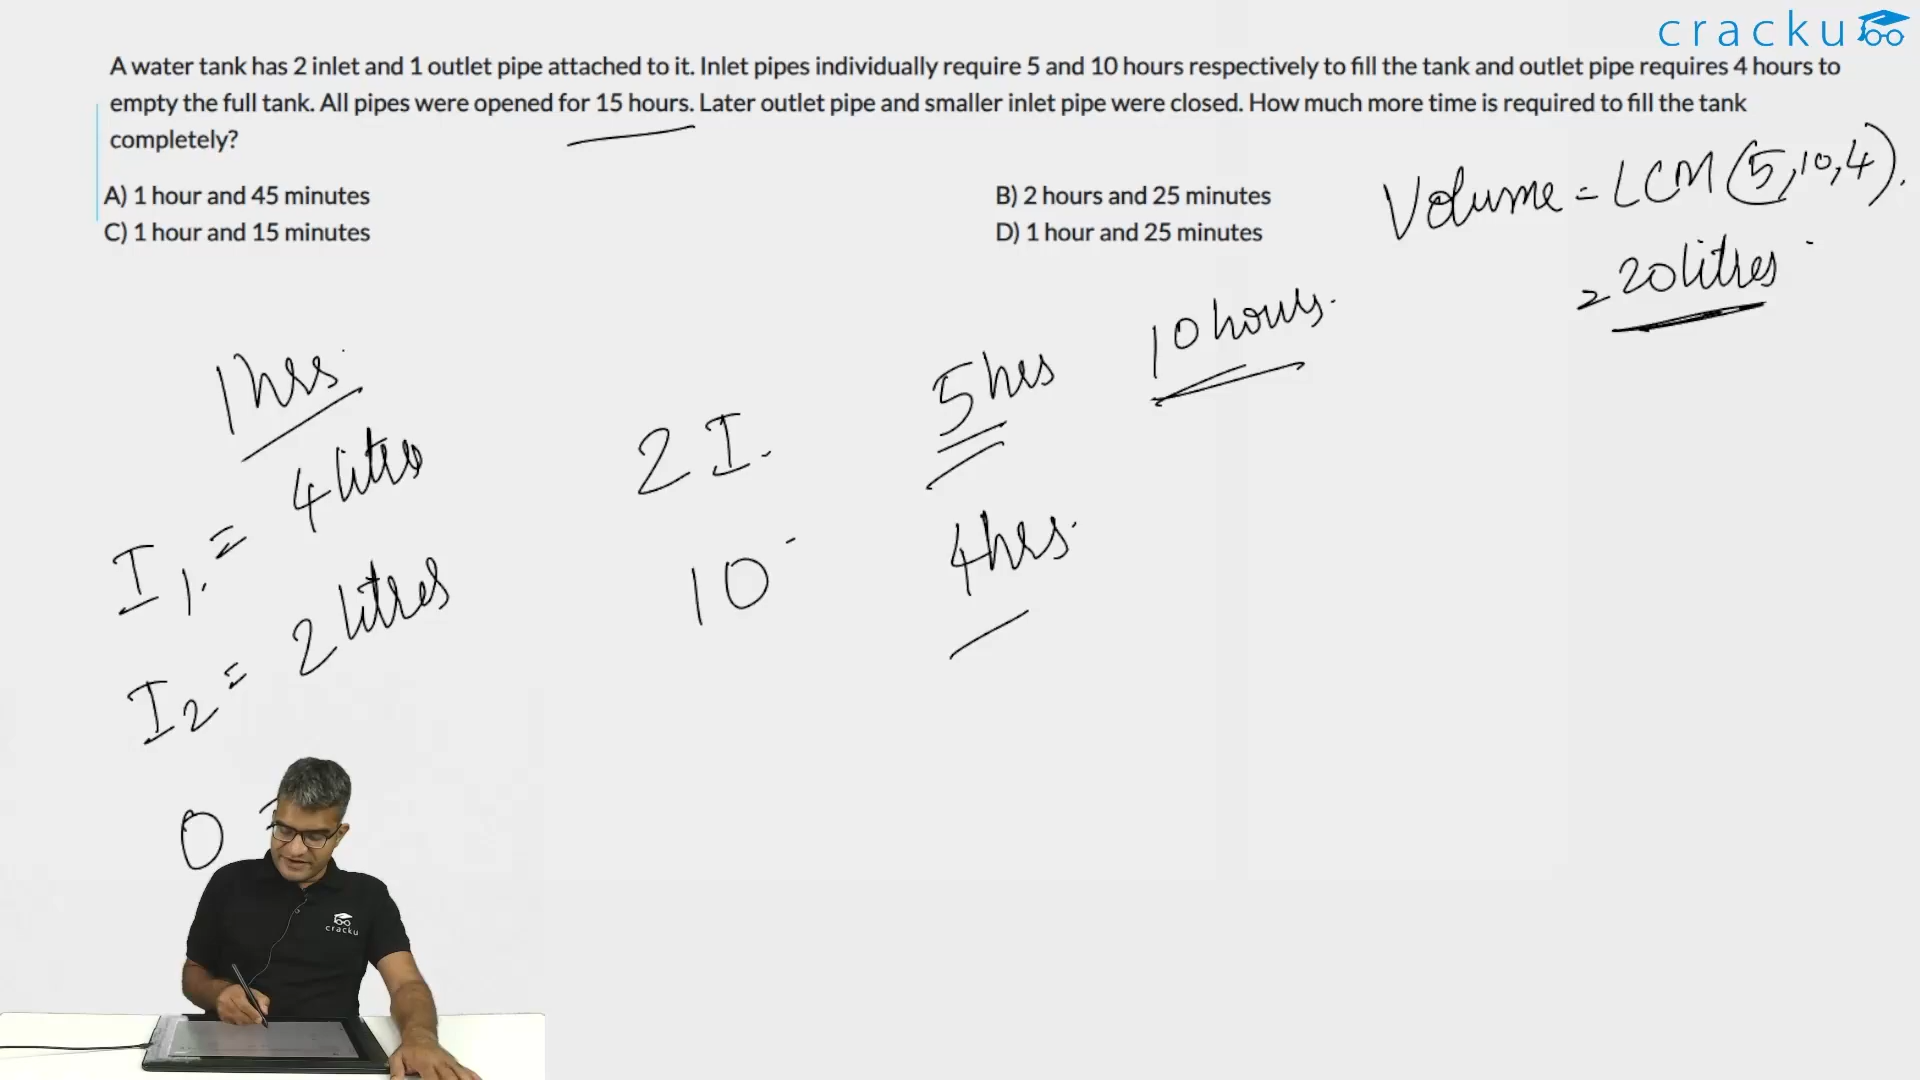 cracku
A water tank has 2 inlet and 1 outlet pipe attached to it. Inlet pipes individually require 5 and 10 hours respectively to fill the tank and outlet pipe requires 4 hours to
empty the full tank. All pipes were opened for 15 hours. Later outlet pipe and smaller inlet pipe were closed. How much more time is required to fill the tank
completely?
A) 1 hour and 45 minutes
B) 2 hours and 25 minutes
C) 1 hour and 15 minutes
D) 1 hour and 25 minutes
Volume = LCM (5, 10, 4).
= 20 litres
1 hrs.
2 I.
5 hrs
10 hours.
I1. = 4 litres
1 O
4 hrs.
I2 = 2 litres
O =
cracku